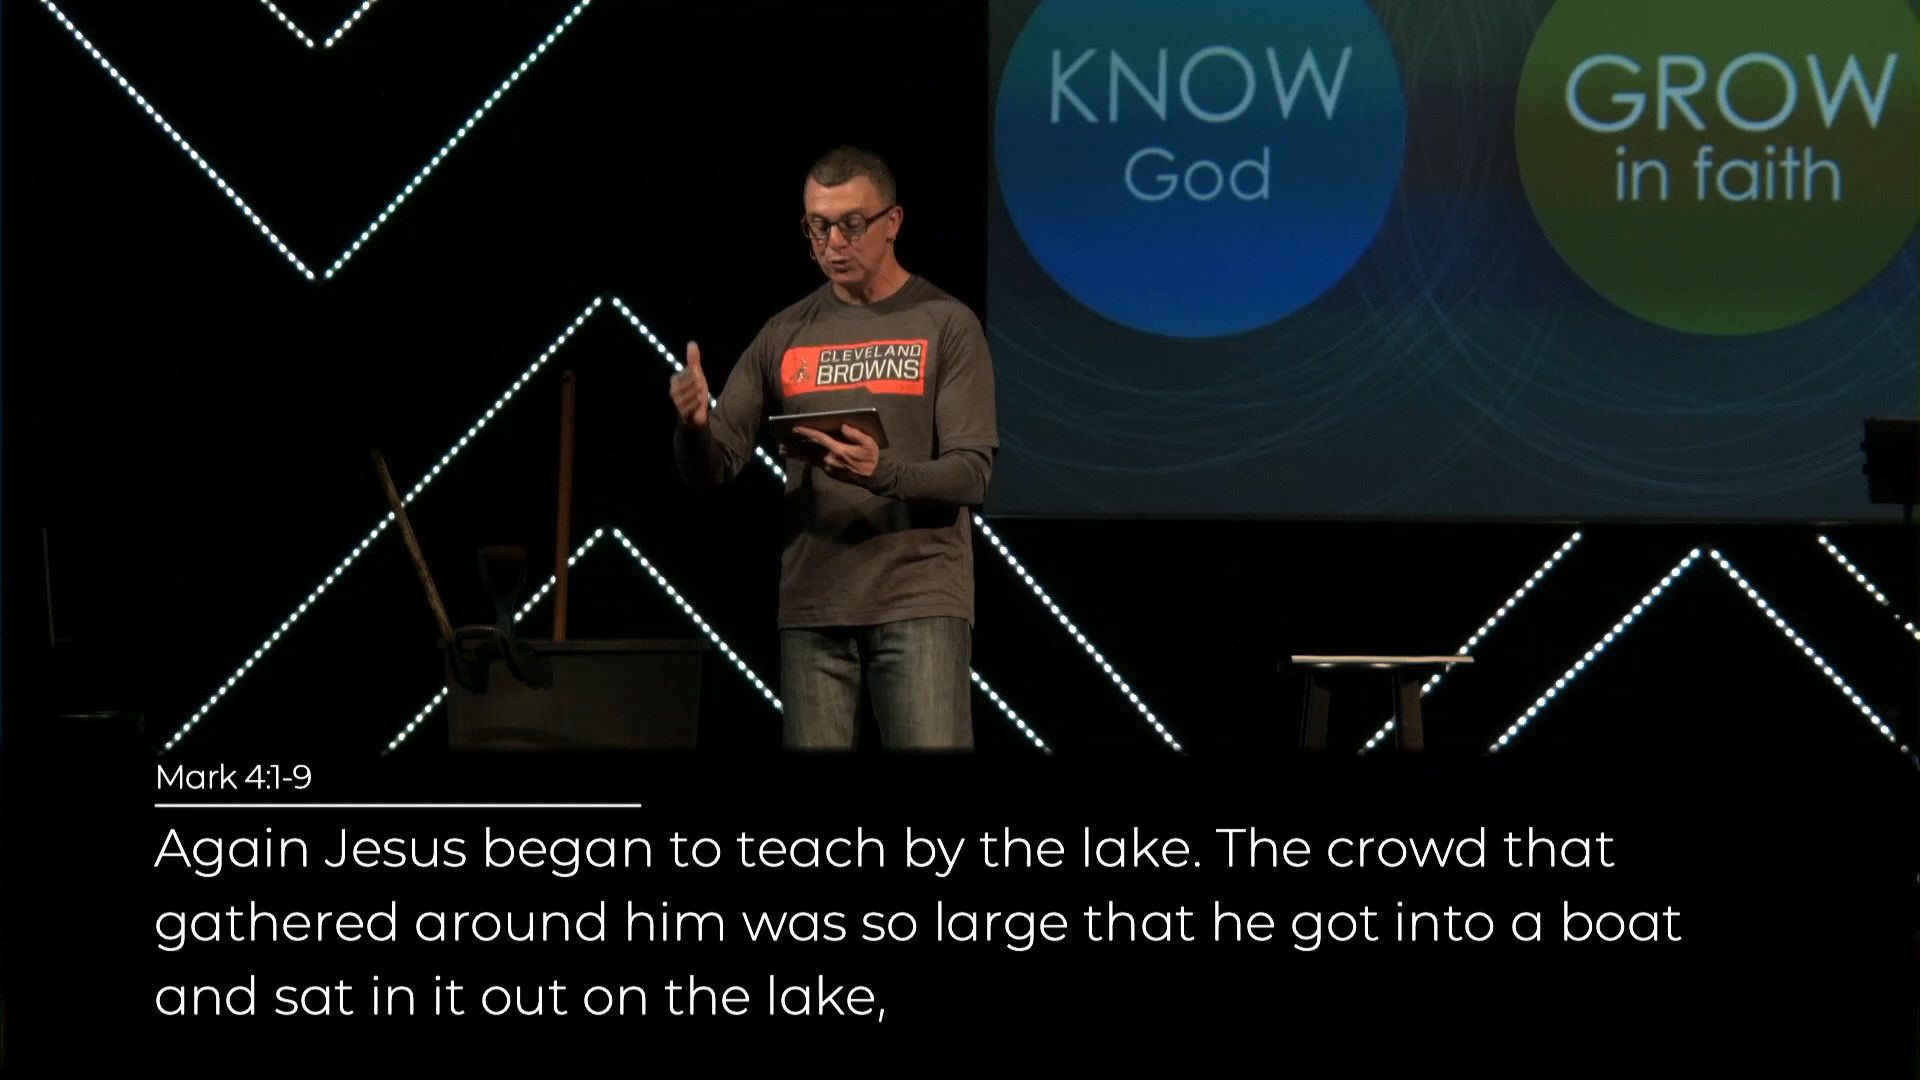 KNOW
God
GROW
in faith
CLEVELAND
BROWNS
Mark 4:1-9
Again Jesus began to teach by the lake. The crowd that
gathered around him was so large that he got into a boat
and sat in it out on the lake,